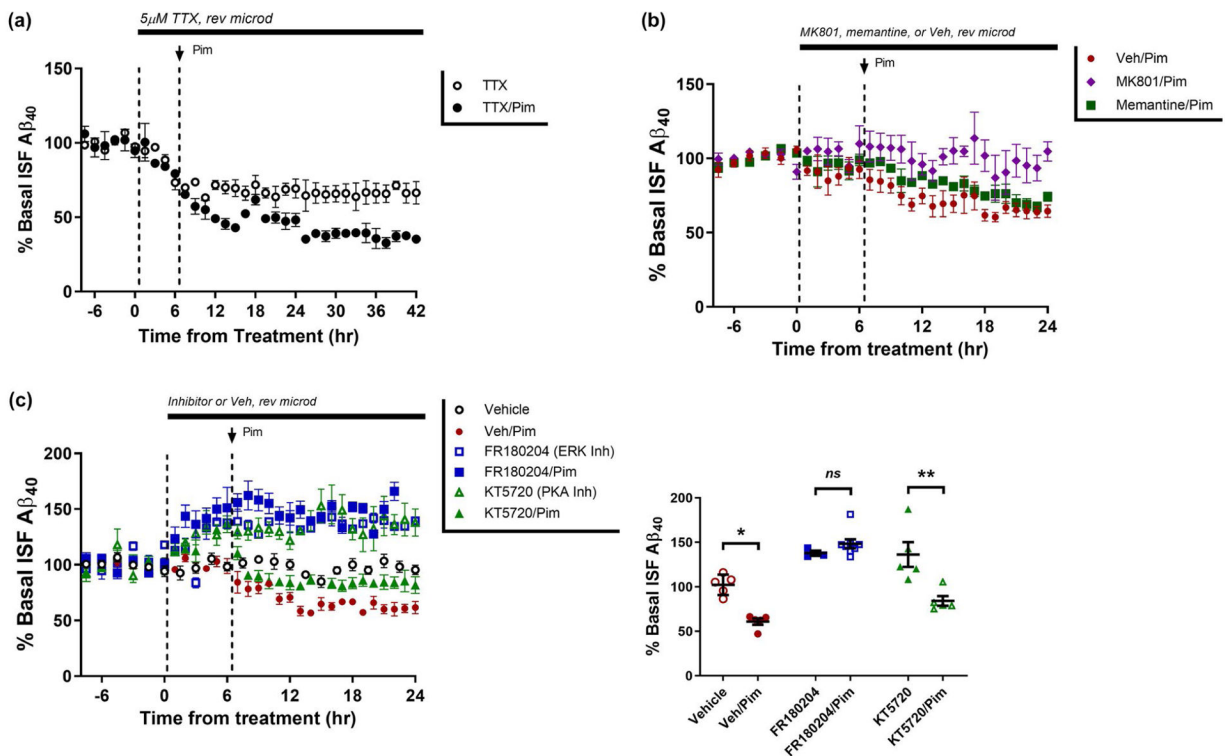 (a)
5µM TTX, rev microd
Pim
% Basal ISF Aβ40
150
100
50
0
-6 0 6 12 18 24 30 36 42
Time from Treatment (hr)
TTX
TTX/Pim
(b)
MK801, memantine, or Veh, rev microd
Pim
% Basal ISF Aβ40
150
100
50
0
-6 0 6 12 18 24
Time from treatment (hr)
Veh/Pim
MK801/Pim
Memantine/Pim
(c)
Inhibitor or Veh, rev microd
Pim
% Basal ISF Aβ40
200
150
100
50
0
-6 0 6 12 18 24
Time from treatment (hr)
Vehicle
Veh/Pim
FR180204 (ERK Inh)
FR180204/Pim
KT5720 (PKA Inh)
KT5720/Pim
% Basal ISF Aβ40
200
150
100
50
0
*
ns
**
Vehicle
Veh/Pim
FR180204
FR180204/Pim
KT5720
KT5720/Pim